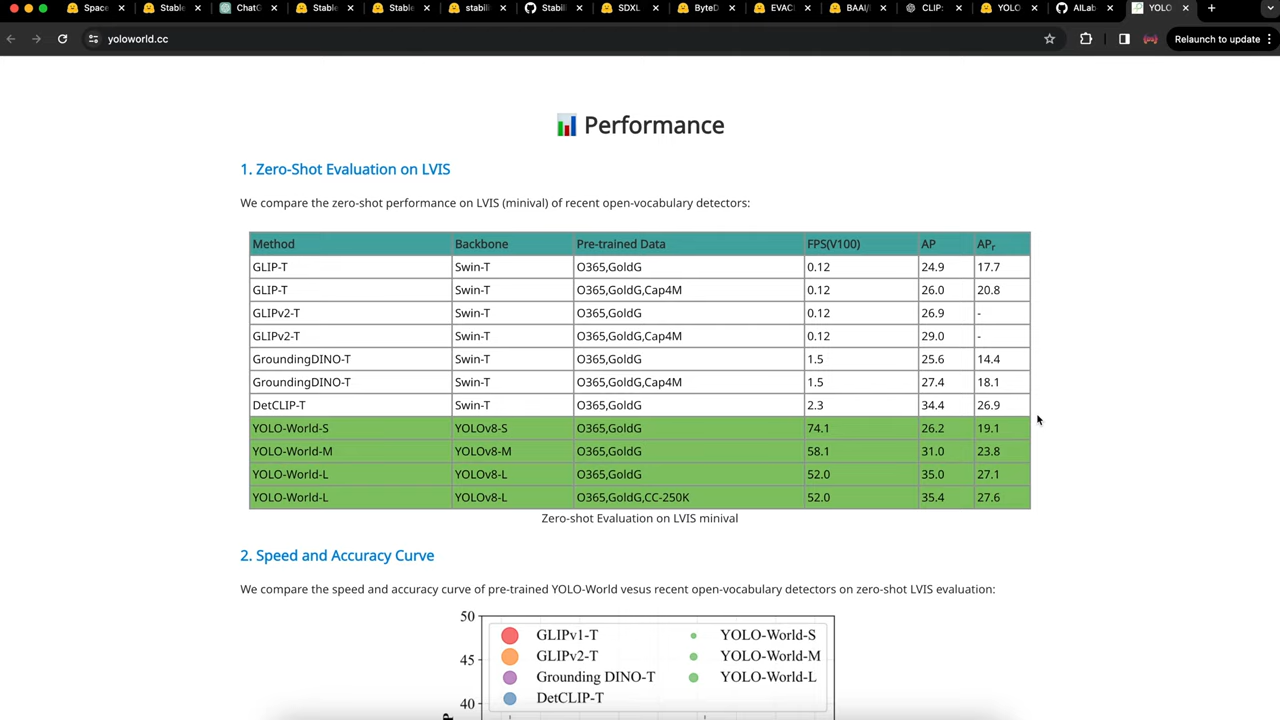 Space
Stable
ChatG
Stable
Stable
stabili
Stabili
SDXL
ByteD
EVAC
BAAI/
CLIP:
YOLO
AILab
YOLO
yoloworld.cc
Relaunch to update
Performance
1. Zero-Shot Evaluation on LVIS
We compare the zero-shot performance on LVIS (minival) of recent open-vocabulary detectors:
Method Backbone Pre-trained Data FPS(V100) AP APr
GLIP-T Swin-T O365,GoldG 0.12 24.9 17.7
GLIP-T Swin-T O365,GoldG,Cap4M 0.12 26.0 20.8
GLIPv2-T Swin-T O365,GoldG 0.12 26.9 -
GLIPv2-T Swin-T O365,GoldG,Cap4M 0.12 29.0 -
GroundingDINO-T Swin-T O365,GoldG 1.5 25.6 14.4
GroundingDINO-T Swin-T O365,GoldG,Cap4M 1.5 27.4 18.1
DetCLIP-T Swin-T O365,GoldG 2.3 34.4 26.9
YOLO-World-S YOLOv8-S O365,GoldG 74.1 26.2 19.1
YOLO-World-M YOLOv8-M O365,GoldG 58.1 31.0 23.8
YOLO-World-L YOLOv8-L O365,GoldG 52.0 35.0 27.1
YOLO-World-L YOLOv8-L O365,GoldG,CC-250K 52.0 35.4 27.6
Zero-shot Evaluation on LVIS minival
2. Speed and Accuracy Curve
We compare the speed and accuracy curve of pre-trained YOLO-World vesus recent open-vocabulary detectors on zero-shot LVIS evaluation:
50
GLIPv1-T YOLO-World-S
GLIPv2-T YOLO-World-M
45
Grounding DINO-T YOLO-World-L
DetCLIP-T
40